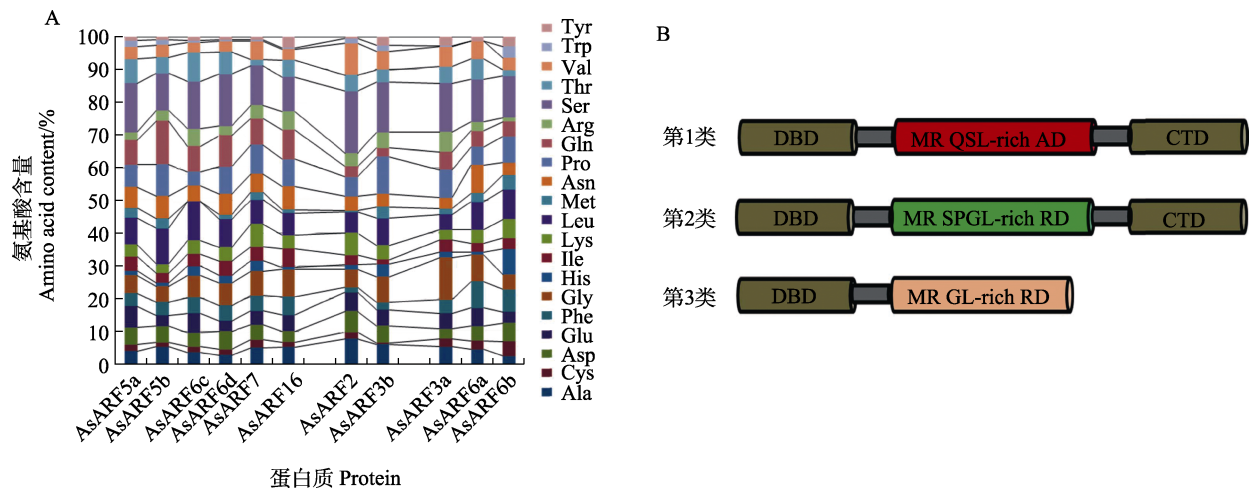 A
氨基酸含量
Amino acid content/%
100
90
80
70
60
50
40
30
20
10
0
AsARF5a
AsARF5b
AsARF6c
AsARF6d
AsARF7
AsARF16
AsARF2
AsARF3b
AsARF3a
AsARF6a
AsARF6b
蛋白质 Protein
Tyr
Trp
Val
Thr
Ser
Arg
Gln
Pro
Asn
Met
Leu
Lys
Ile
His
Gly
Phe
Glu
Asp
Cys
Ala
B
第1类 DBD MR QSL-rich AD CTD
第2类 DBD MR SPGL-rich RD CTD
第3类 DBD MR GL-rich RD